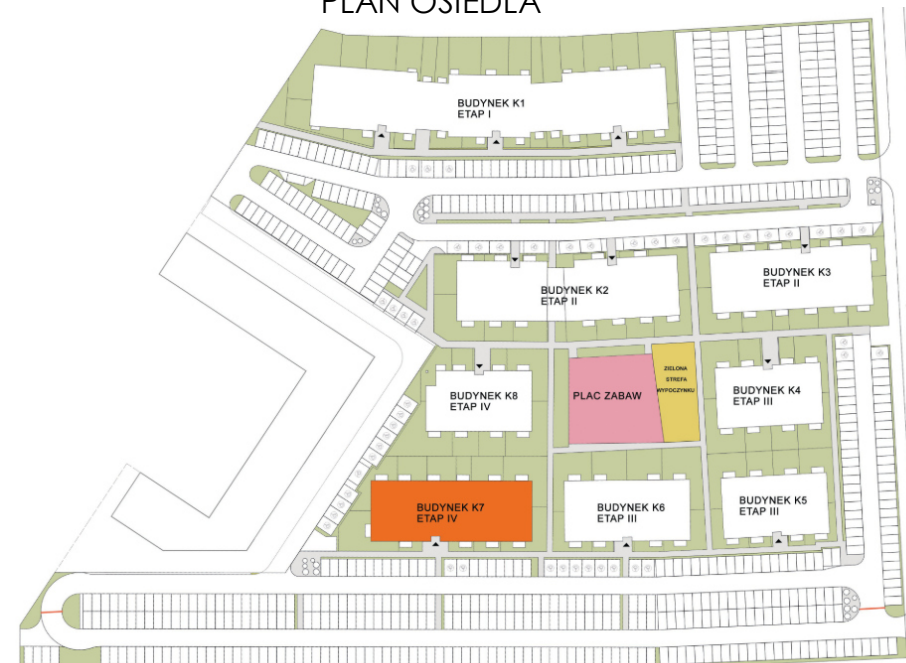 PLAN OSIEDLA
BUDYNEK K1
ETAP I
BUDYNEK K2
ETAP II
BUDYNEK K3
ETAP II
BUDYNEK K8
ETAP IV
PLAC ZABAW
ZIELONA
STREFA
WYPOCZYNKU
BUDYNEK K4
ETAP III
BUDYNEK K7
ETAP IV
BUDYNEK K6
ETAP III
BUDYNEK K5
ETAP III